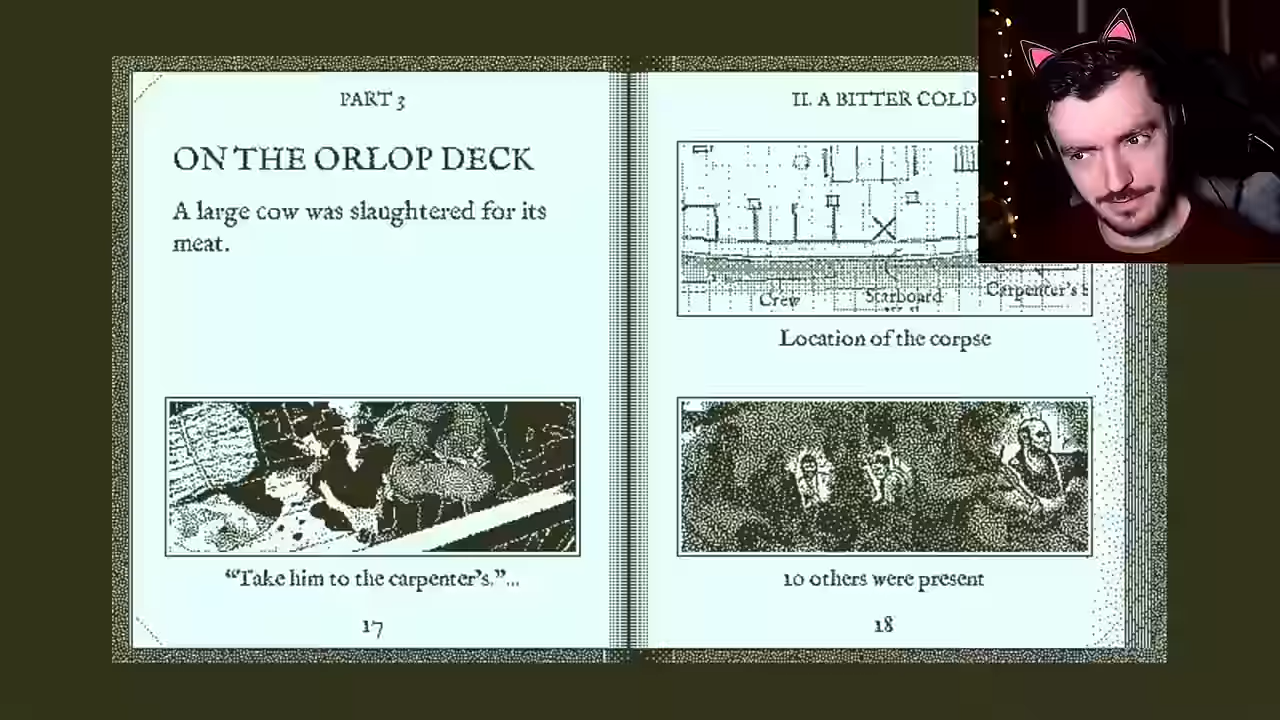 PART 3
ON THE ORLOP DECK
A large cow was slaughtered for its
meat.
"Take him to the carpenter's."...
17
II. A BITTER COLD
Crew
Starboard
Carpenter's
Location of the corpse
10 others were present
18